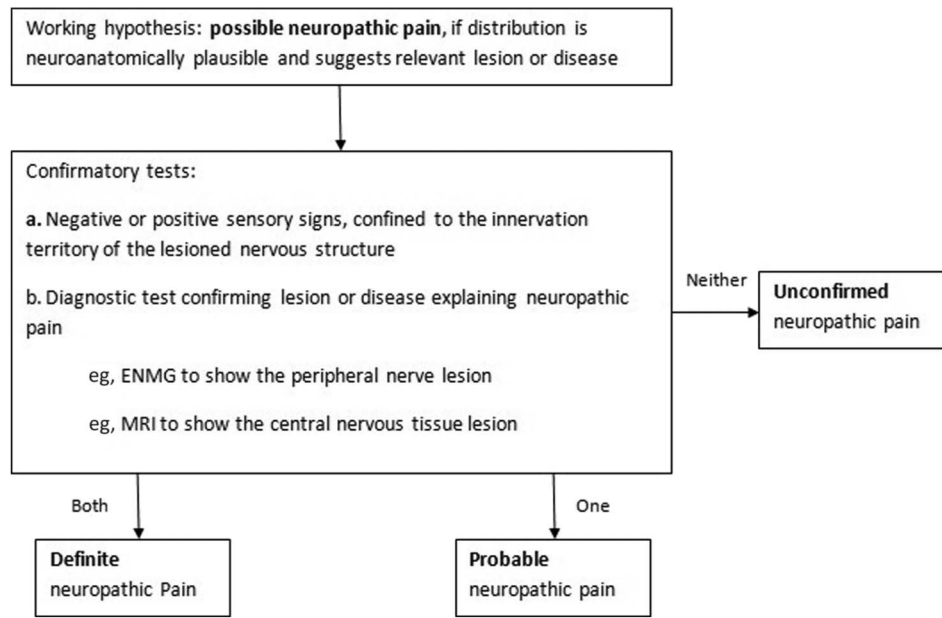 Working hypothesis: possible neuropathic pain, if distribution is
neuroanatomically plausible and suggests relevant lesion or disease
Confirmatory tests:
a. Negative or positive sensory signs, confined to the innervation
territory of the lesioned nervous structure
b. Diagnostic test confirming lesion or disease explaining neuropathic
pain
eg, ENMG to show the peripheral nerve lesion
eg, MRI to show the central nervous tissue lesion
Neither
Unconfirmed
neuropathic pain
Both
One
Definite
neuropathic Pain
Probable
neuropathic pain